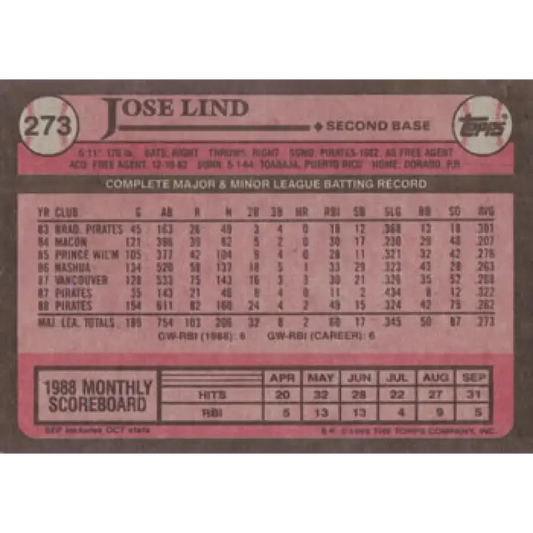 273
JOSE LIND
SECOND BASE
TOPPS
5'11" 170 lb. BATS: RIGHT THROWS: RIGHT SGND: PIRATES-1982, AS FREE AGENT
ACQ: FREE AGENT, 12-10-82 BORN: 5-1-64, TOABAJA, PUERTO RICO HOME: DORADO, P.R.
COMPLETE MAJOR & MINOR LEAGUE BATTING RECORD
YR CLUB G AB R H 2B 3B HR RBI SB SLG BB SO AVG
83 BRAD. PIRATES 45 163 26 49 3 4 0 18 13 18 .301
84 MACON 121 396 39 82 5 2 0 30 17 .230 29 48 .207
85 PRINCE WIL'M 105 377 42 104 9 4 0 28 11 .321 32 42 .276
86 NASHUA 134 520 58 137 18 5 1 33 29 .323 43 28 .263
87 VANCOUVER 128 533 75 143 16 3 3 30 21 .326 35 52 .268
87 PIRATES 35 143 21 46 8 4 0 11 2 .434 8 12 .322
88 PIRATES 154 611 82 160 24 4 2 49 15 .324 42 75 .262
MAJ. LEA. TOTALS 189 754 103 206 32 8 2 60 17 .345 50 87 .273
GW-RBI (1988): 6 GW-RBI (CAREER): 6
1988 MONTHLY SCOREBOARD
APR MAY JUN JUL AUG SEP
HITS 20 32 28 22 27 31
RBI 5 13 13 4 9 5
SEP includes OCT stats
THE TOPPS COMPANY, INC.